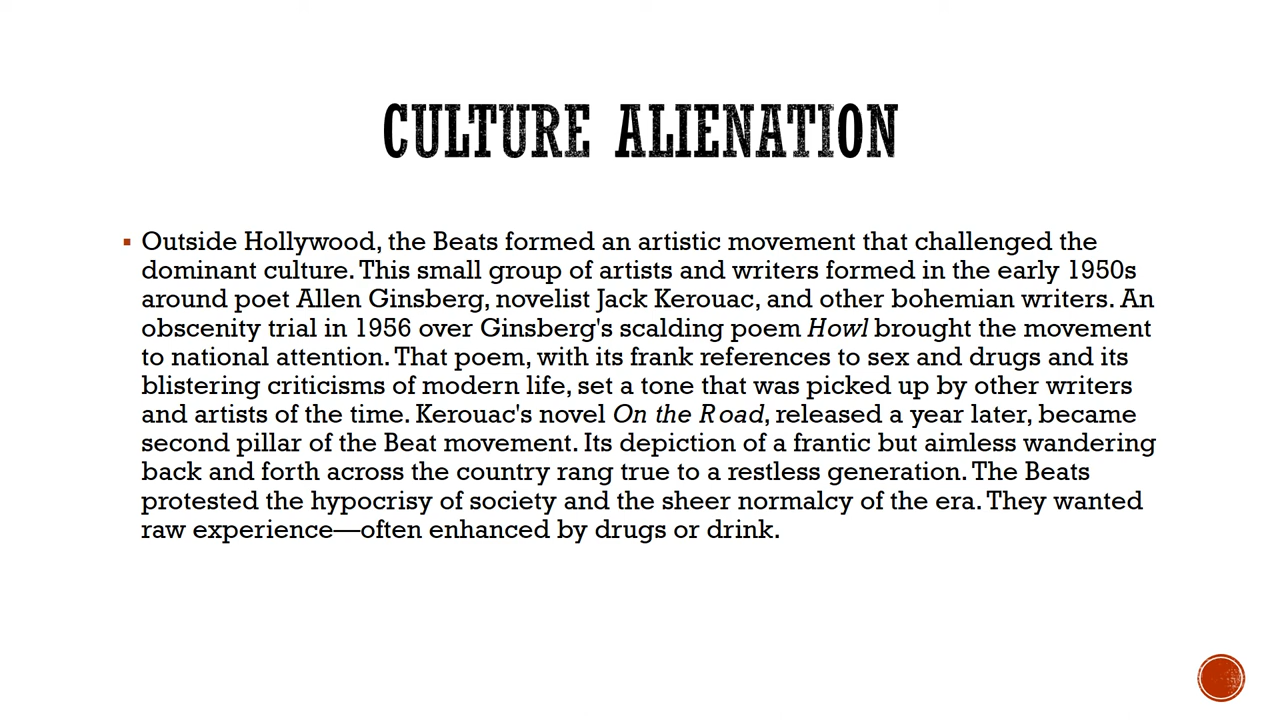 CULTURE ALIENATION
▪ Outside Hollywood, the Beats formed an artistic movement that challenged the
dominant culture. This small group of artists and writers formed in the early 1950s
around poet Allen Ginsberg, novelist Jack Kerouac, and other bohemian writers. An
obscenity trial in 1956 over Ginsberg's scalding poem Howl brought the movement
to national attention. That poem, with its frank references to sex and drugs and its
blistering criticisms of modern life, set a tone that was picked up by other writers
and artists of the time. Kerouac's novel On the Road, released a year later, became
second pillar of the Beat movement. Its depiction of a frantic but aimless wandering
back and forth across the country rang true to a restless generation. The Beats
protested the hypocrisy of society and the sheer normalcy of the era. They wanted
raw experience—often enhanced by drugs or drink.